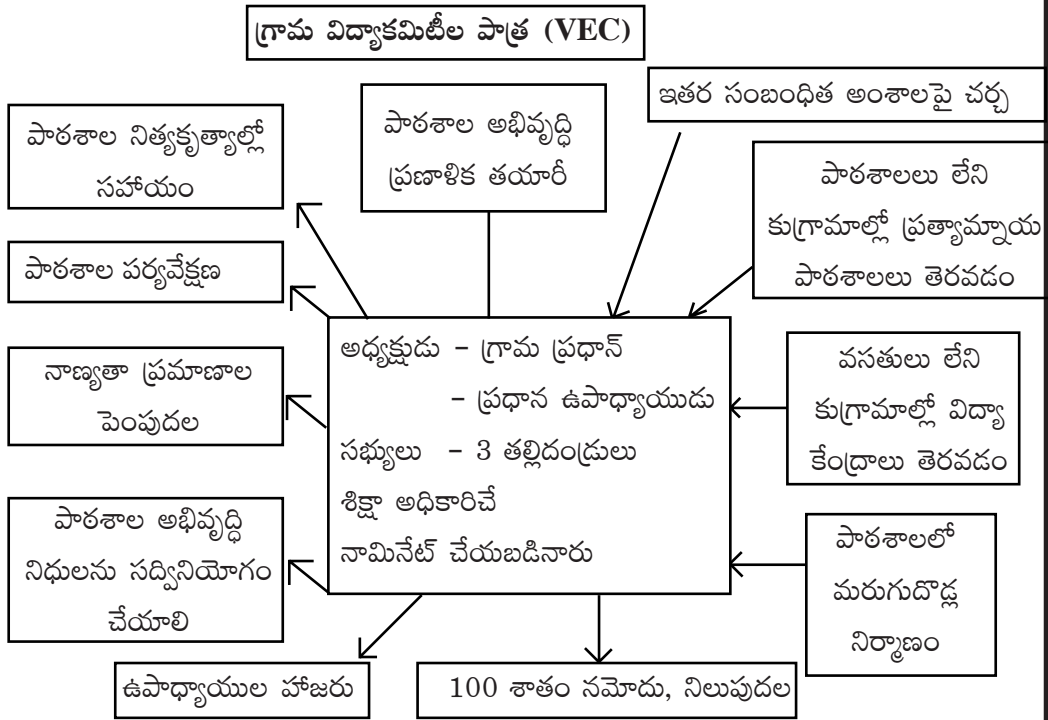 గ్రామ విద్యాకమిటీల పాత్ర (VEC)
పాఠశాల నిత్యకృత్యాల్లో
సహాయం
పాఠశాల అభివృద్ధి
ప్రణాళిక తయారీ
ఇతర సంబంధిత అంశాలపై చర్చ
పాఠశాలలు లేని
కుగ్రామాల్లో ప్రత్యామ్నాయ
పాఠశాలలు తెరవడం
పాఠశాల పర్యవేక్షణ
నాణ్యతా ప్రమాణాల
పెంపుదల
అధ్యక్షుడు – గ్రామ ప్రధాన్
– ప్రధాన ఉపాధ్యాయుడు
సభ్యులు – 3 తల్లిదండ్రులు
శిక్షా అధికారిచే
నామినేట్ చేయబడినారు
వసతులు లేని
కుగ్రామాల్లో విద్యా
కేంద్రాలు తెరవడం
పాఠశాల అభివృద్ధి
నిధులను సద్వినియోగం
చేయాలి
పాఠశాలలో
మరుగుదొడ్ల
నిర్మాణం
ఉపాధ్యాయుల హాజరు
100 శాతం నమోదు, నిలుపుదల